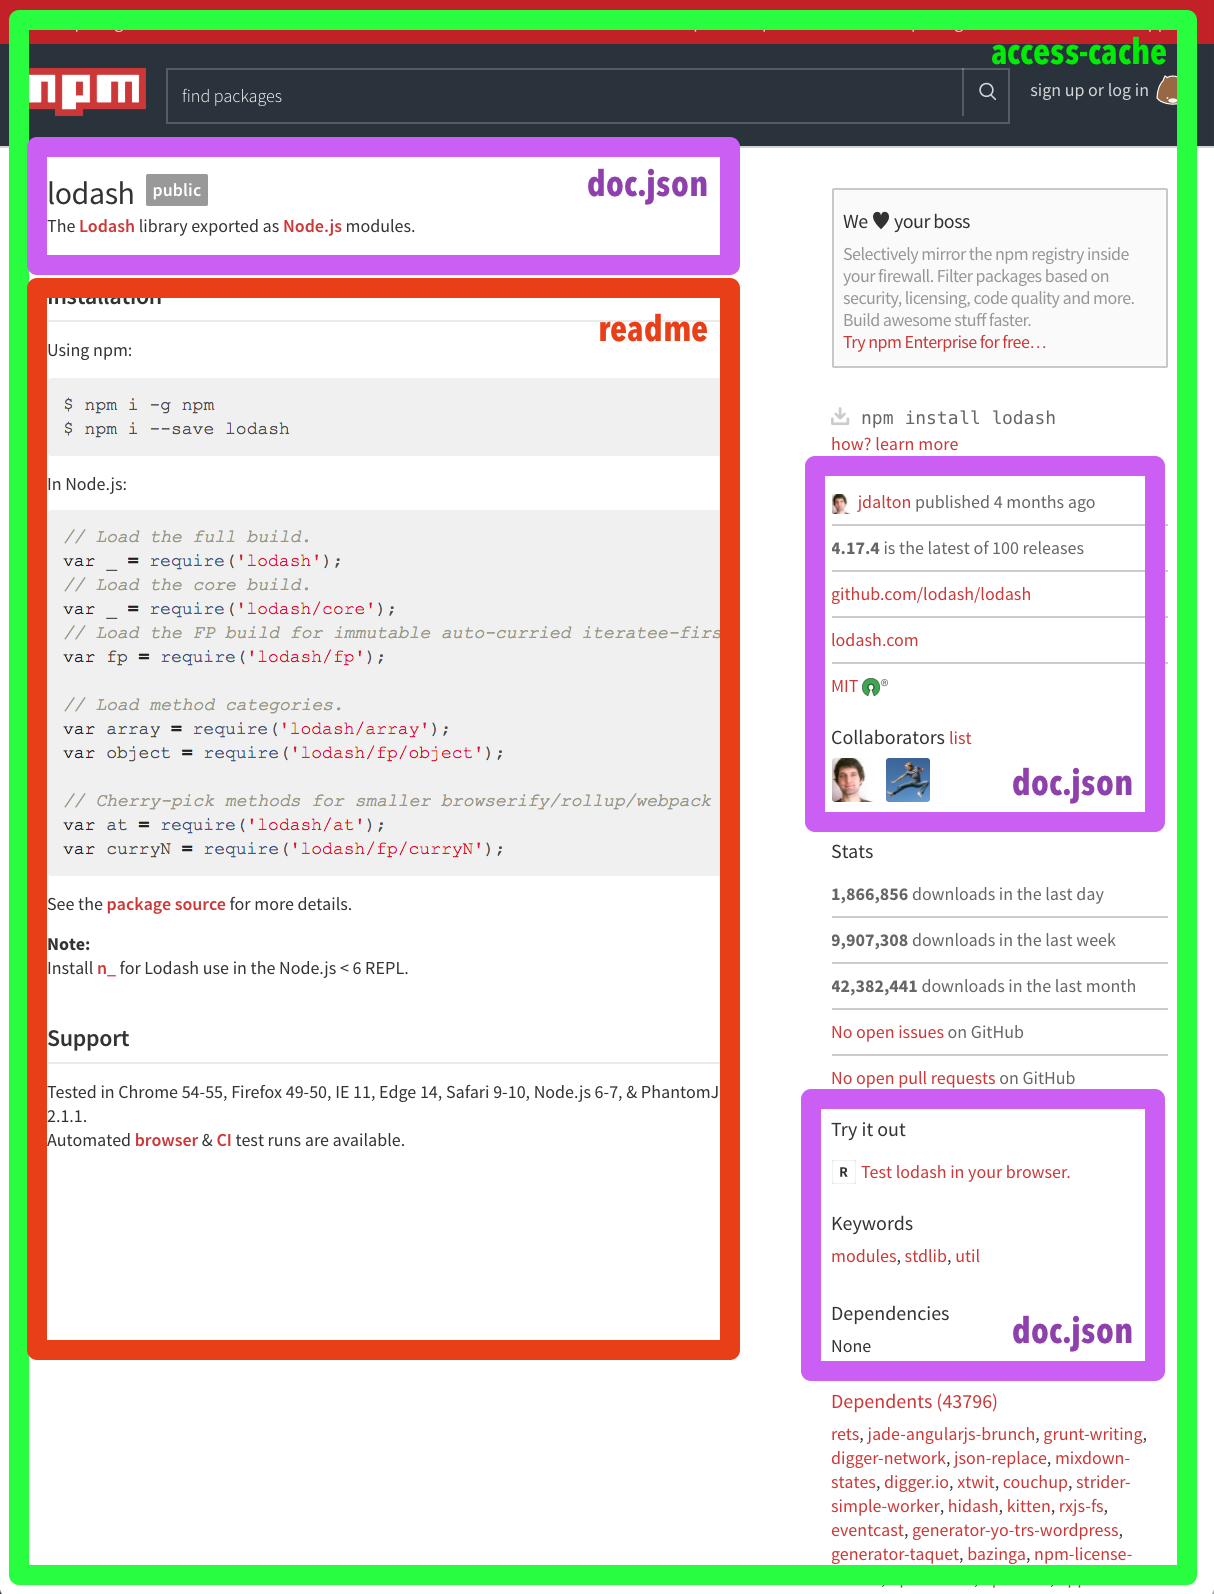 access-cache
npm
find packages
sign up or log in
lodash public
doc.json
The Lodash library exported as Node.js modules.
Installation
readme
Using npm:
$ npm i -g npm
$ npm i --save lodash
In Node.js:
// Load the full build.
var _ = require('lodash');
// Load the core build.
var _ = require('lodash/core');
// Load the FP build for immutable auto-curried iteratee-firs
var fp = require('lodash/fp');
// Load method categories.
var array = require('lodash/array');
var object = require('lodash/fp/object');
// Cherry-pick methods for smaller browserify/rollup/webpack
var at = require('lodash/at');
var curryN = require('lodash/fp/curryN');
See the package source for more details.
Note:
Install n_ for Lodash use in the Node.js < 6 REPL.
Support
Tested in Chrome 54-55, Firefox 49-50, IE 11, Edge 14, Safari 9-10, Node.js 6-7, & PhantomJ
2.1.1.
Automated browser & CI test runs are available.
We ♥ your boss
Selectively mirror the npm registry inside
your firewall. Filter packages based on
security, licensing, code quality and more.
Build awesome stuff faster.
Try npm Enterprise for free…
npm install lodash
how? learn more
jdalton published 4 months ago
4.17.4 is the latest of 100 releases
github.com/lodash/lodash
lodash.com
MIT ®
Collaborators list
doc.json
Stats
1,866,856 downloads in the last day
9,907,308 downloads in the last week
42,382,441 downloads in the last month
No open issues on GitHub
No open pull requests on GitHub
Try it out
R Test lodash in your browser.
Keywords
modules, stdlib, util
Dependencies
doc.json
None
Dependents (43796)
rets, jade-angularjs-brunch, grunt-writing,
digger-network, json-replace, mixdown-
states, digger.io, xtwit, couchup, strider-
simple-worker, hidash, kitten, rxjs-fs,
eventcast, generator-yo-trs-wordpress,
generator-taquet, bazinga, npm-license-